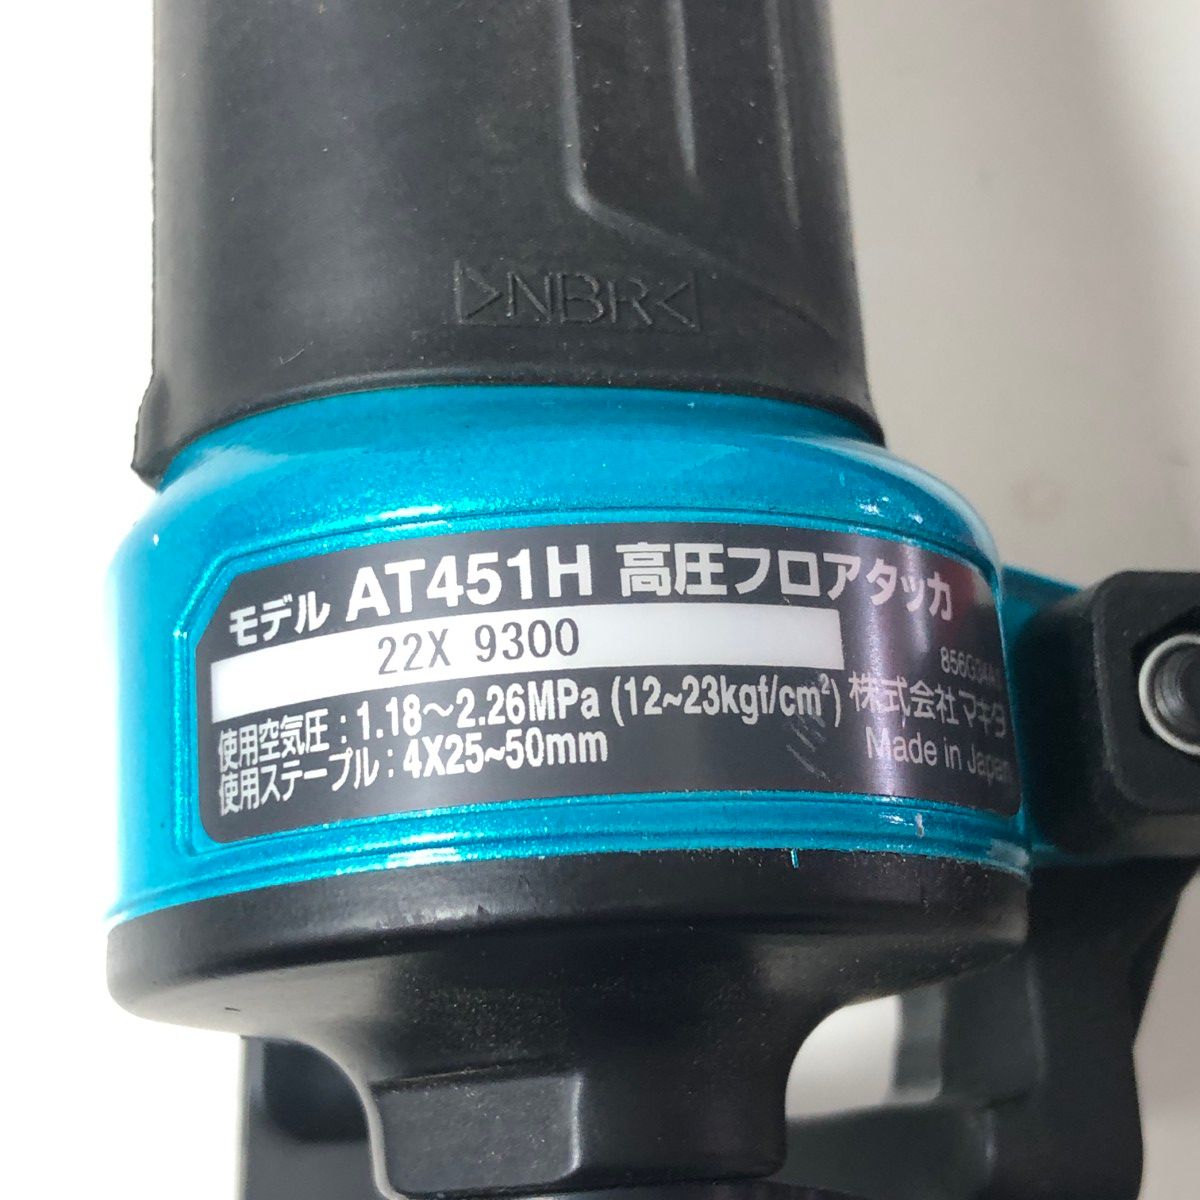 >NBR<
モデル AT451H 高圧フロアタッカ
22X 9300
使用空気圧:1.18～2.26MPa (12~23kgf/cm²)
使用ステープル:4X25~50mm
株式会社マキタ
Made in Japan